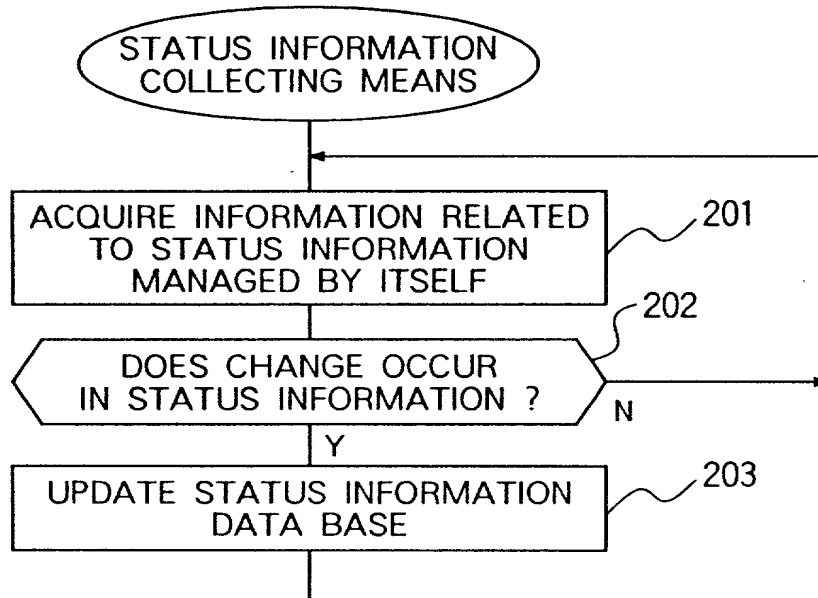 STATUS INFORMATION
COLLECTING MEANS
ACQUIRE INFORMATION RELATED
TO STATUS INFORMATION
MANAGED BY ITSELF
201
202
DOES CHANGE OCCUR
IN STATUS INFORMATION ?
N
Y
UPDATE STATUS INFORMATION
DATA BASE
203